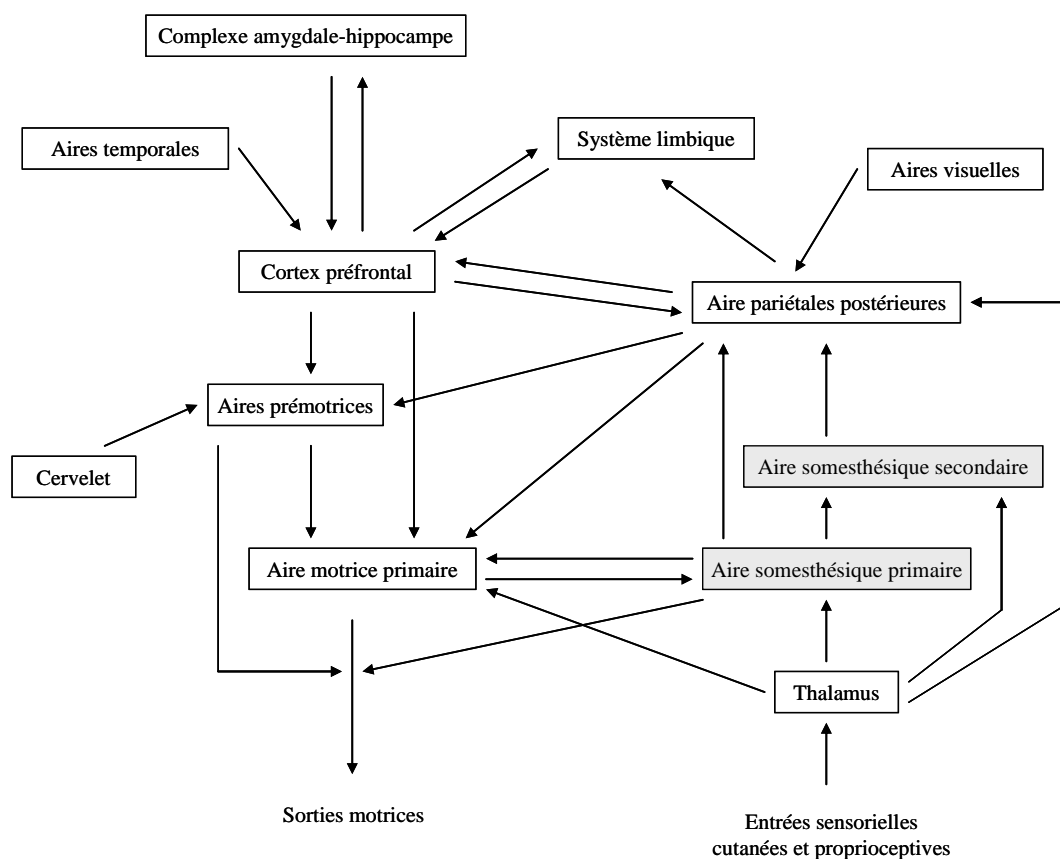 Complexe amygdale-hippocampe
Aires temporales
Système limbique
Aires visuelles
Cortex préfrontal
Aire pariétales postérieures
Aires prémotrices
Cervelet
Aire somesthésique secondaire
Aire motrice primaire
Aire somesthésique primaire
Thalamus
Sorties motrices
Entrées sensorielles
cutanées et proprioceptives